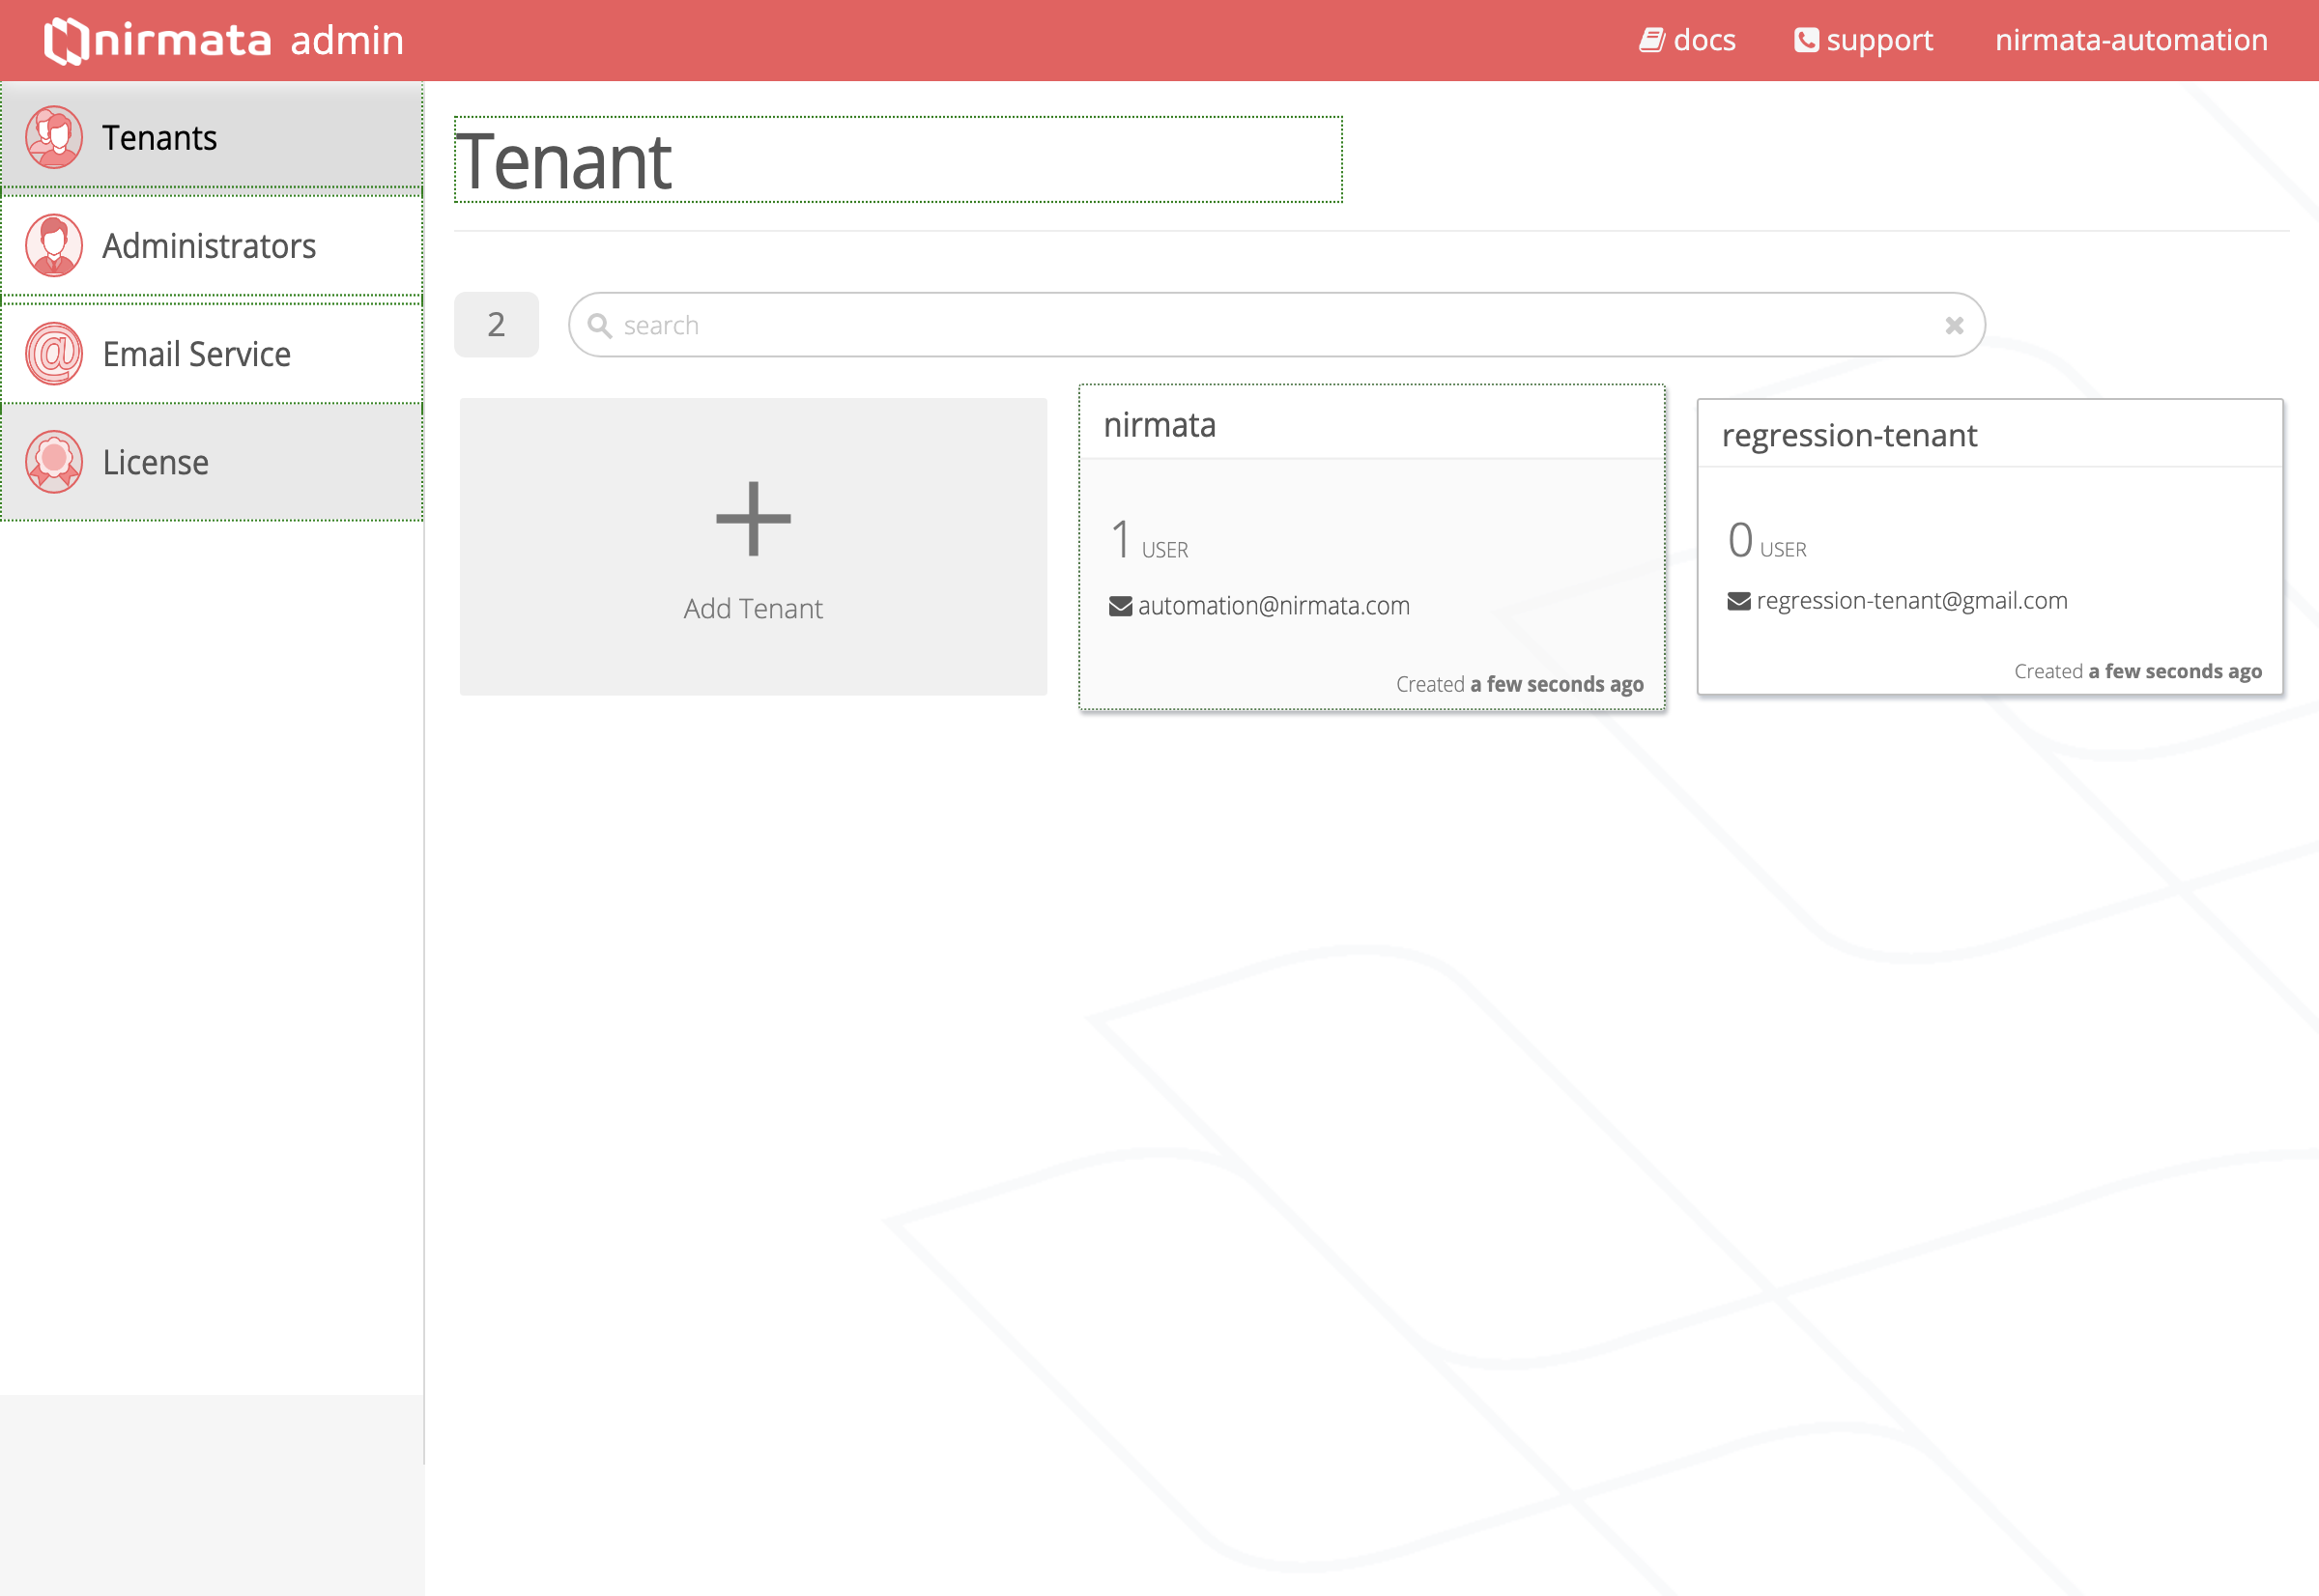 nirmata admin
docs
support
nirmata-automation
Tenants
Administrators
Email Service
License
Tenant
2
search
Add Tenant
nirmata
1 USER
automation@nirmata.com
Created a few seconds ago
regression-tenant
0 USER
regression-tenant@gmail.com
Created a few seconds ago